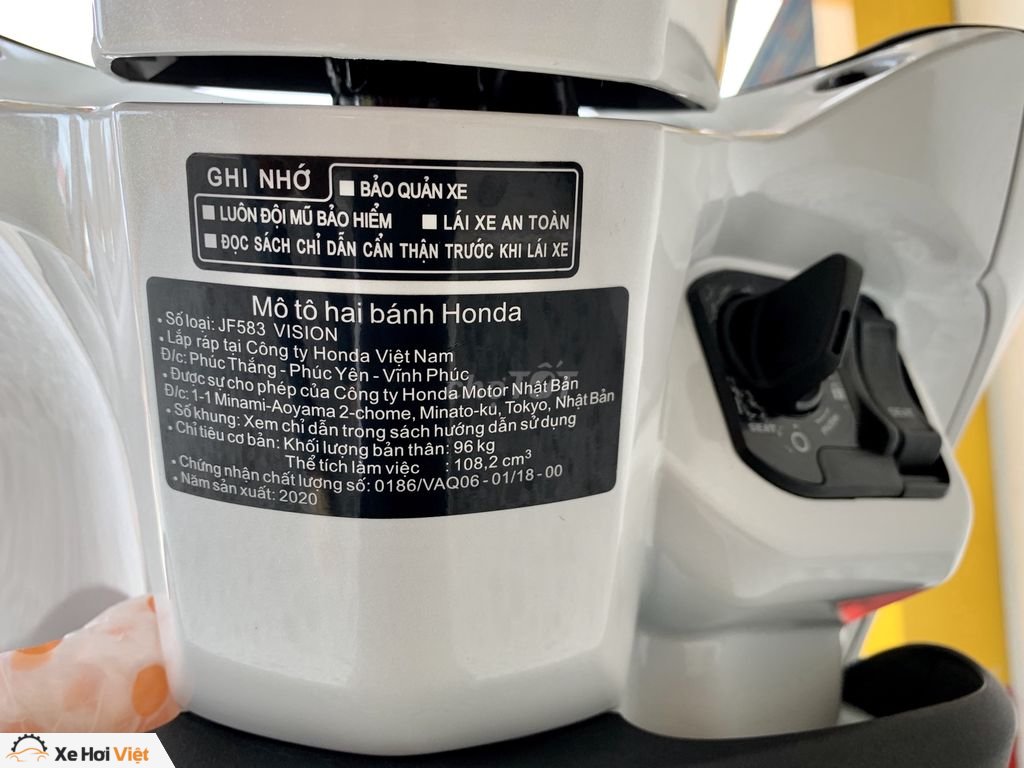 GHI NHỚ
■ BẢO QUẢN XE
■ LUÔN ĐỘI MŨ BẢO HIỂM ■ LÁI XE AN TOÀN
■ ĐỌC SÁCH CHỈ DẪN CẨN THẬN TRƯỚC KHI LÁI XE
Mô tô hai bánh Honda
• Số loại: JF583 VISION
• Lắp ráp tại Công ty Honda Việt Nam
Đ/c: Phúc Thắng - Phúc Yên - Vĩnh Phúc
• Được sự cho phép của Công ty Honda Motor Nhật Bản
Đ/c: 1-1 Minami-Aoyama 2-chome, Minato-ku, Tokyo, Nhật Bản
• Số khung: Xem chỉ dẫn trong sách hướng dẫn sử dụng
• Chỉ tiêu cơ bản: Khối lượng bản thân: 96 kg
Thể tích làm việc : 108,2 cm³
• Chứng nhận chất lượng số: 0186/VAQ06 - 01/18 - 00
• Năm sản xuất: 2020
chợTỐT
SEAT
PUSH
SEAT
Xe Hơi Việt